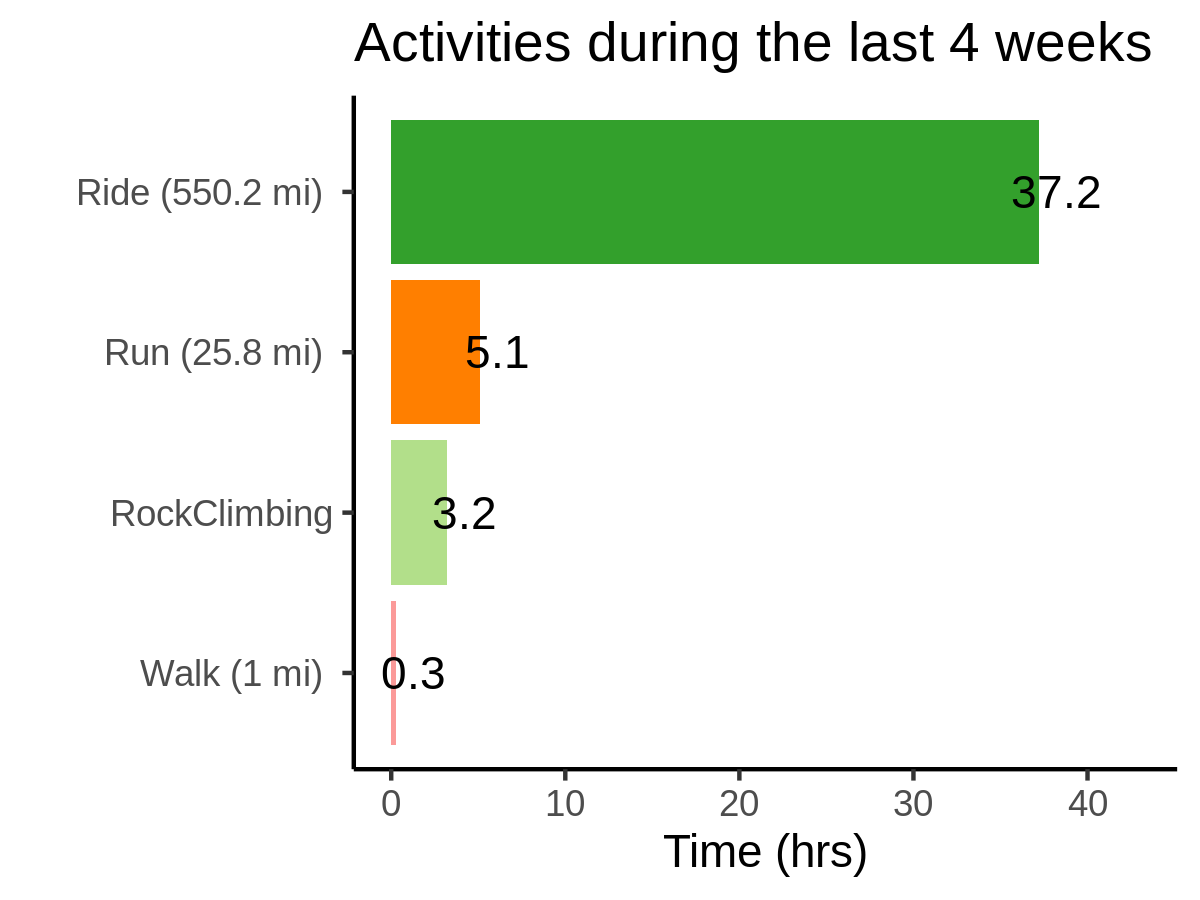 Activities during the last 4 weeks
Ride (550.2 mi)
37.2
Run (25.8 mi)
5.1
RockClimbing
3.2
Walk (1 mi)
0.3
0 10 20 30 40
Time (hrs)